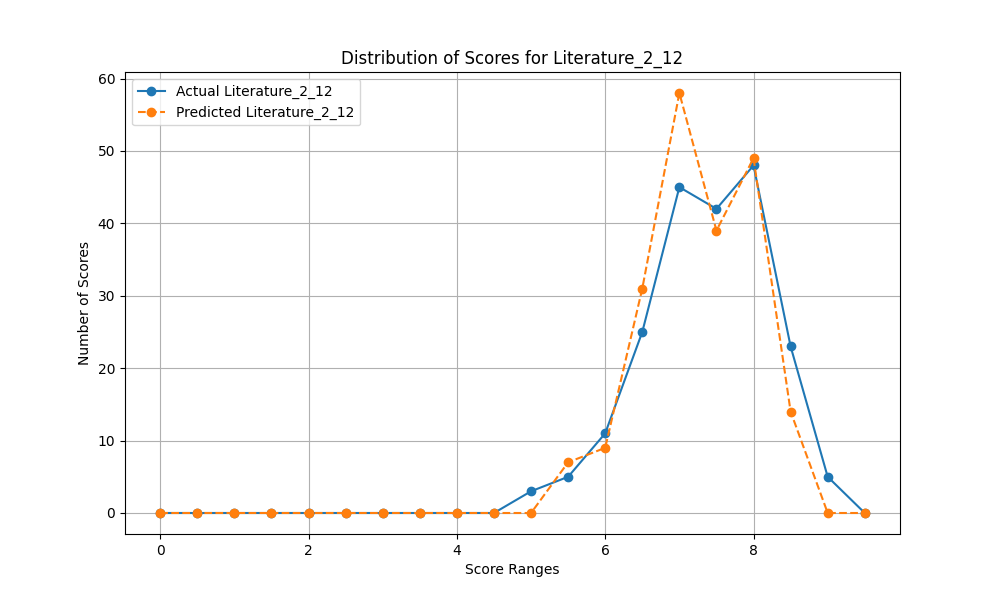 Distribution of Scores for Literature_2_12
Actual Literature_2_12
Predicted Literature_2_12
Number of Scores
60
50
40
30
20
10
0
0 2 4 6 8
Score Ranges